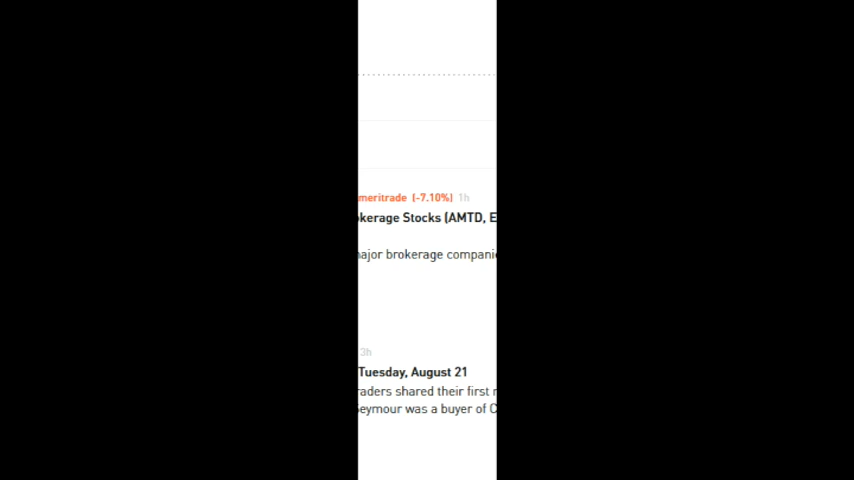 meritrade (-7.10%) 1h
kerage Stocks (AMTD, E
ajor brokerage compani
3h
Tuesday, August 21
raders shared their first
eymour was a buyer of